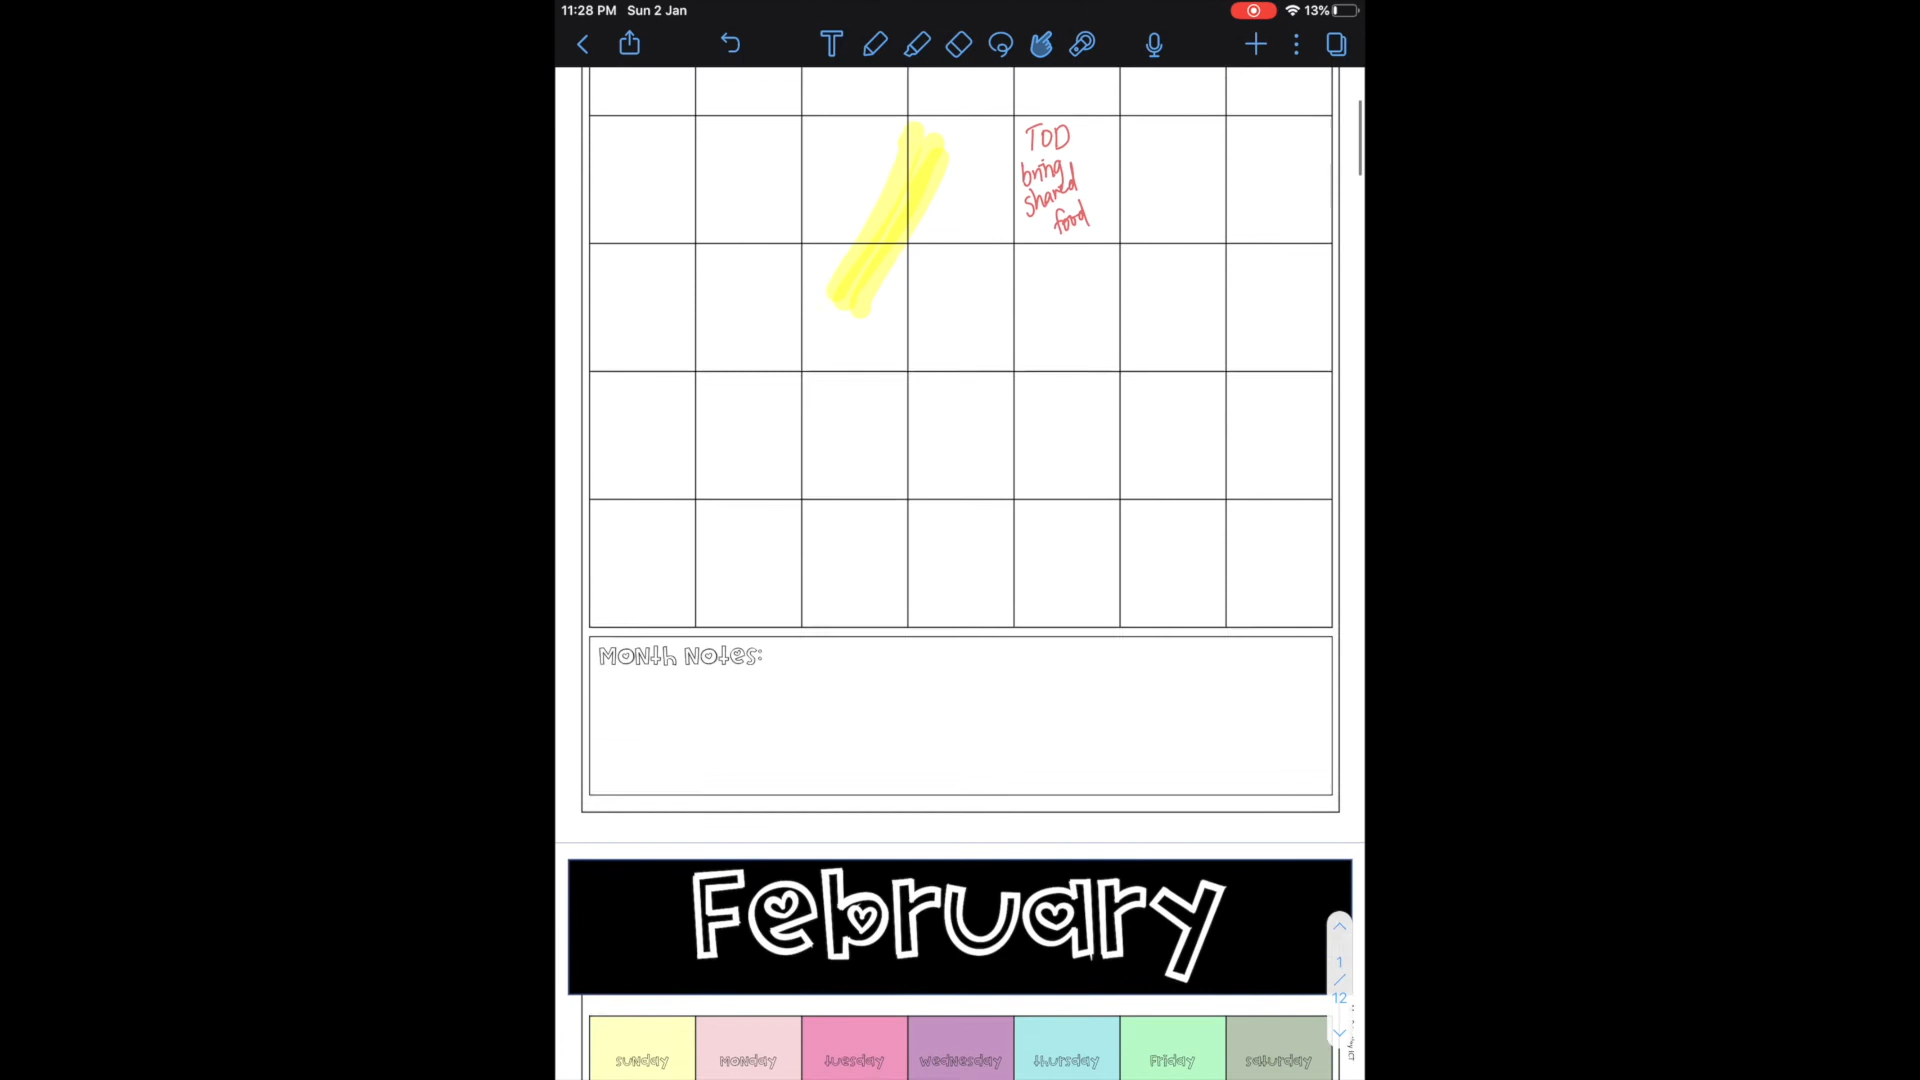 11:28 PM Sun 2 Jan 13%
TOD
bring
shared
food
Month Notes:
February
1
/
12
sunday Monday tuesday wednesday thursday Friday saturday